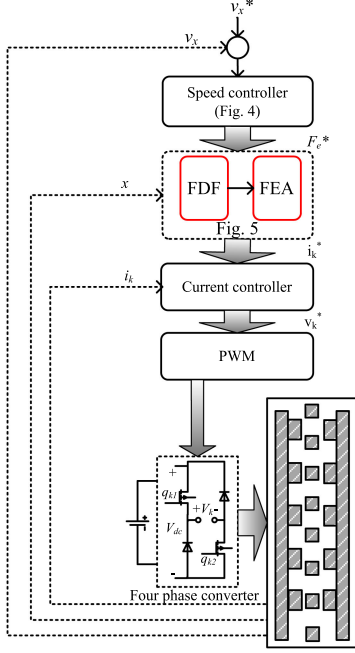 v_x*
v_x
Speed controller
(Fig. 4)
F_e*
x
FDF
FEA
Fig. 5
i_k*
i_k
Current controller
v_k*
PWM
+
q_k1
+V_k-
V_dc
q_k2
-
Four phase converter